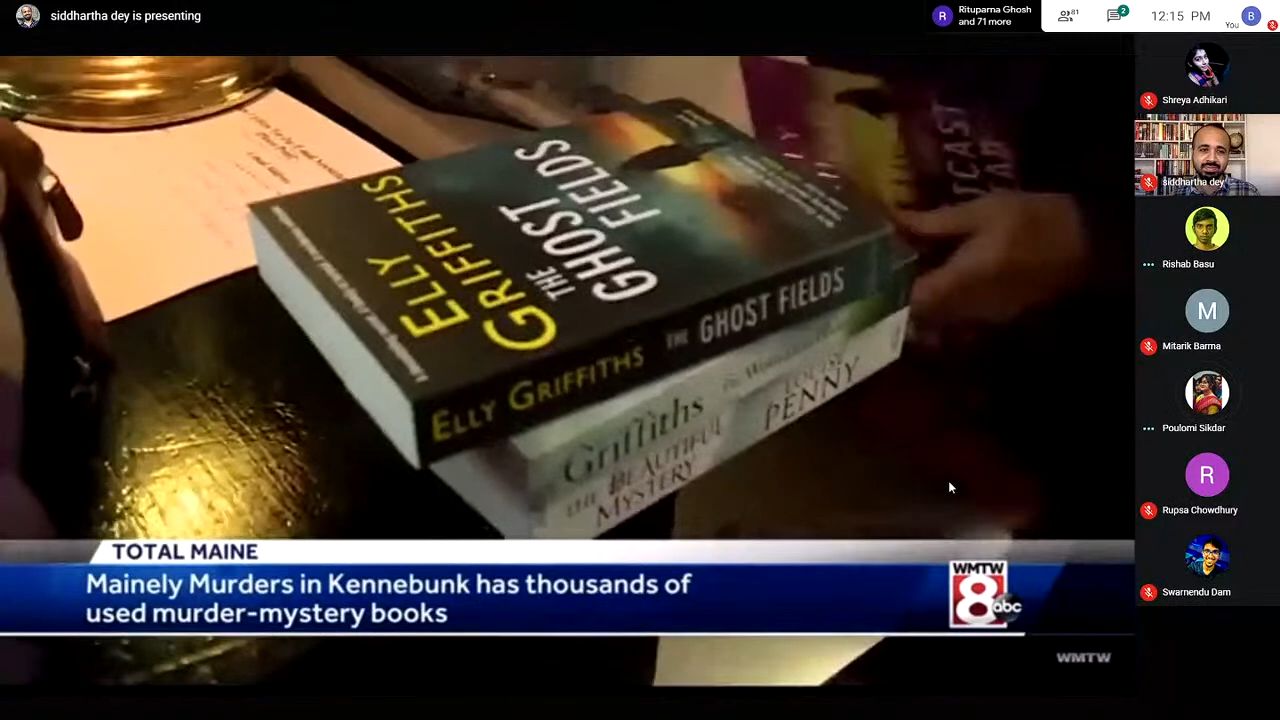 siddhartha dey is presenting
Rituparna Ghosh
and 71 more
81
2
12:15 PM
You
B
R
Shreya Adhikari
siddhartha dey
Rishab Basu
M
Mitarik Barma
Poulomi Sikdar
R
Rupsa Chowdhury
Swarnendu Dam
ELLY
GRIFFITHS
THE
GHOST
FIELDS
ELLY GRIFFITHS THE GHOST FIELDS
Griffiths
THE BEAUTIFUL
MYSTERY
LOUISE
PENNY
TOTAL MAINE
Mainely Murders in Kennebunk has thousands of
used murder-mystery books
WMTW
8
abc
WMTW